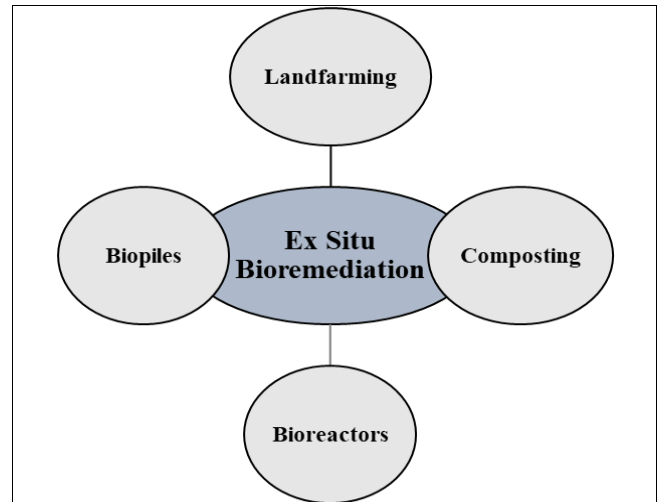 Landfarming
Biopiles
Ex Situ
Bioremediation
Composting
Bioreactors